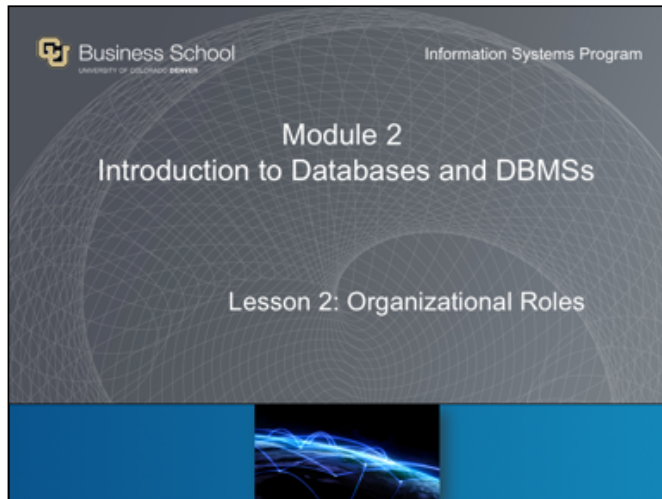 Business School
UNIVERSITY OF COLORADO DENVER
Information Systems Program
Module 2
Introduction to Databases and DBMSs
Lesson 2: Organizational Roles